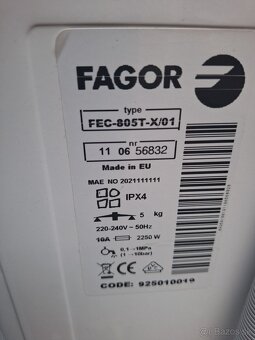 FAGOR
type
FEC-805T-X/01
nr
11 06 56832
Made in EU
MAE NO 2021111111
IPX4
5 kg
220-240V ~ 50Hz
10A 2250 W
0,1→1MPa
(1→10bar)
CE
CODE: 925010019